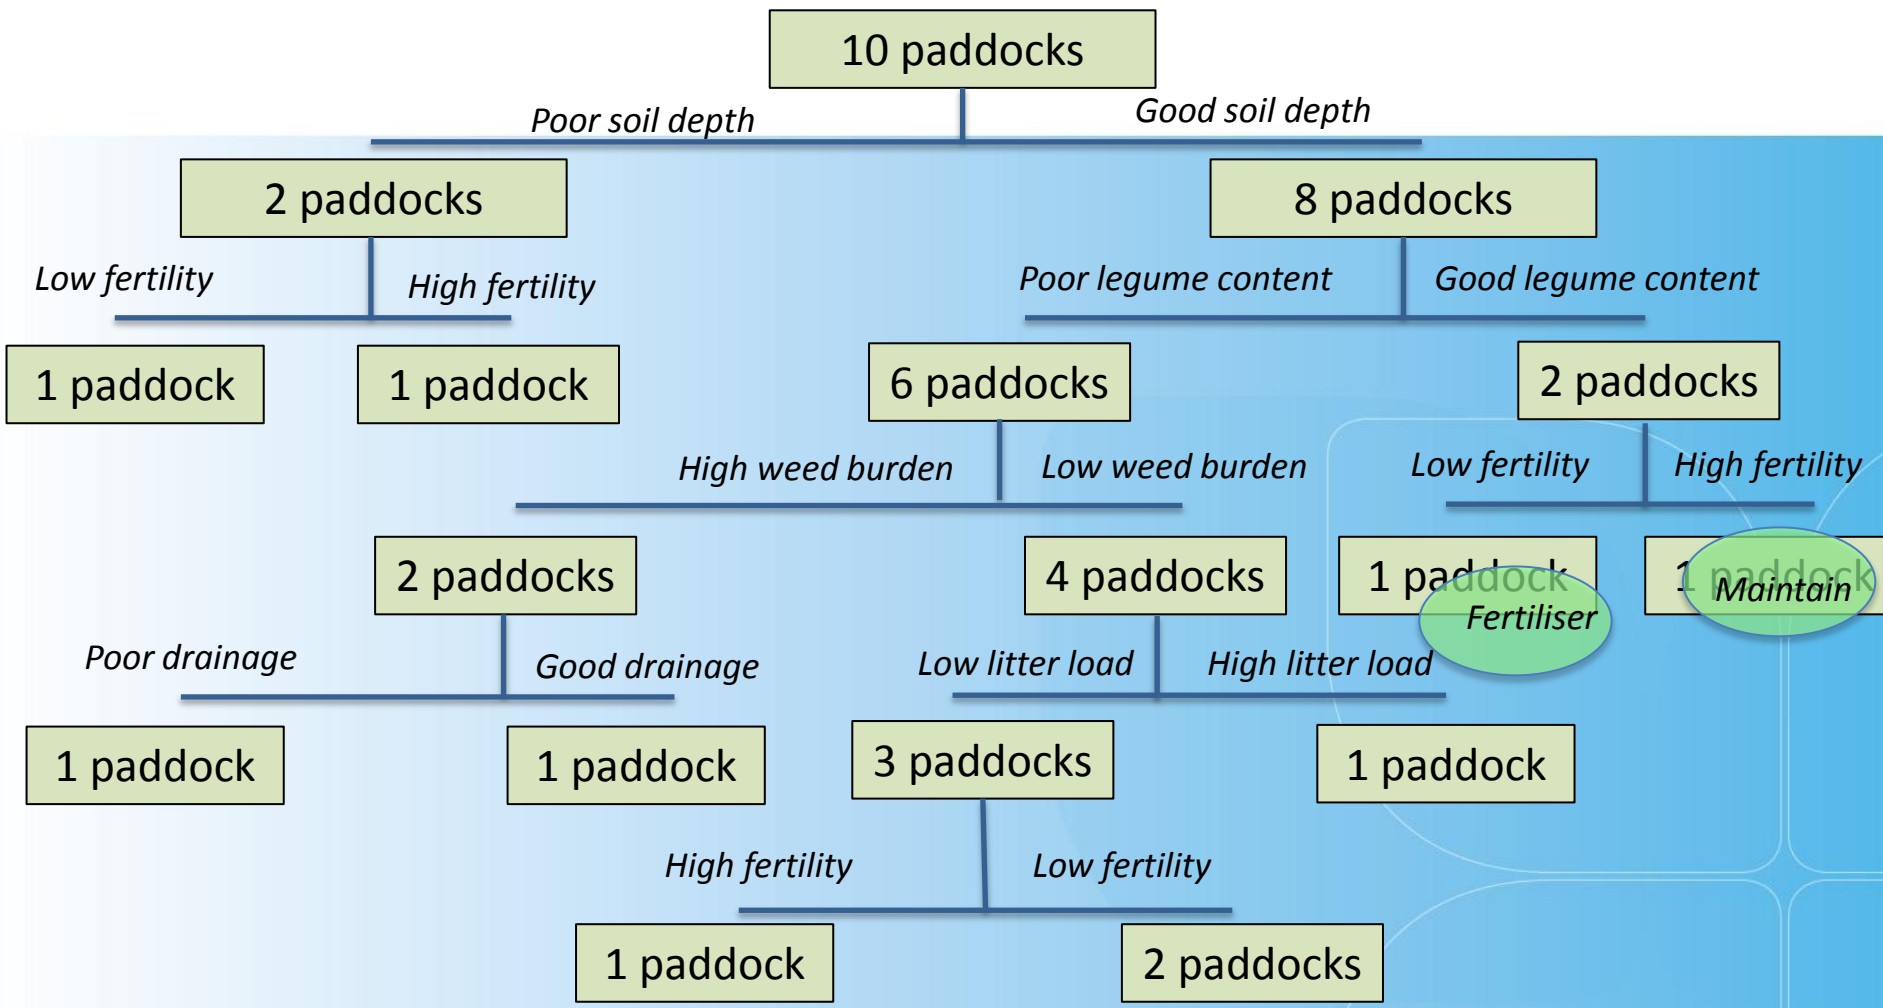 10 paddocks
Poor soil depth
Good soil depth
2 paddocks
8 paddocks
Low fertility
High fertility
Poor legume content
Good legume content
1 paddock
1 paddock
6 paddocks
2 paddocks
High weed burden
Low weed burden
Low fertility
High fertility
2 paddocks
4 paddocks
1 paddock
Fertiliser
1 paddock
Maintain
Poor drainage
Good drainage
Low litter load
High litter load
1 paddock
1 paddock
3 paddocks
1 paddock
High fertility
Low fertility
1 paddock
2 paddocks